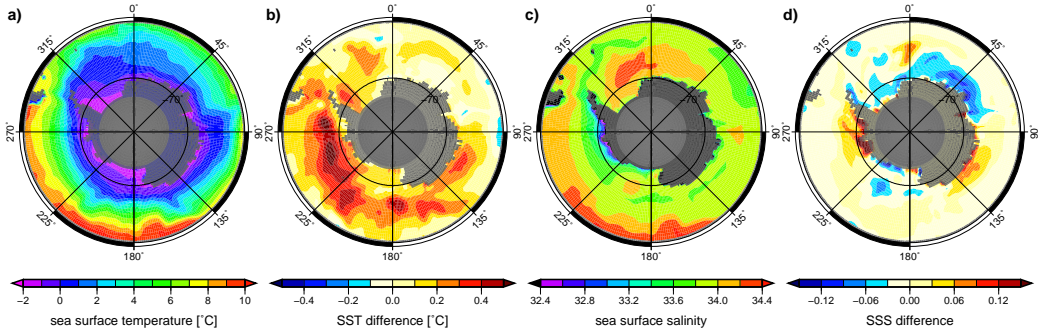 a) b) c) d)
0˚ 0˚ 0˚ 0˚
315˚ 45˚ 315˚ 45˚ 315˚ 45˚ 315˚ 45˚
−70˚ −70˚ −70˚ −70˚
270˚ 90˚ 270˚ 90˚ 270˚ 90˚ 270˚ 90˚
225˚ 135˚ 225˚ 135˚ 225˚ 135˚ 225˚ 135˚
180˚ 180˚ 180˚ 180˚
−2 0 2 4 6 8 10 −0.4 −0.2 0.0 0.2 0.4 32.4 32.8 33.2 33.6 34.0 34.4 −0.12 −0.06 0.00 0.06 0.12
sea surface temperature [˚C] SST difference [˚C] sea surface salinity SSS difference